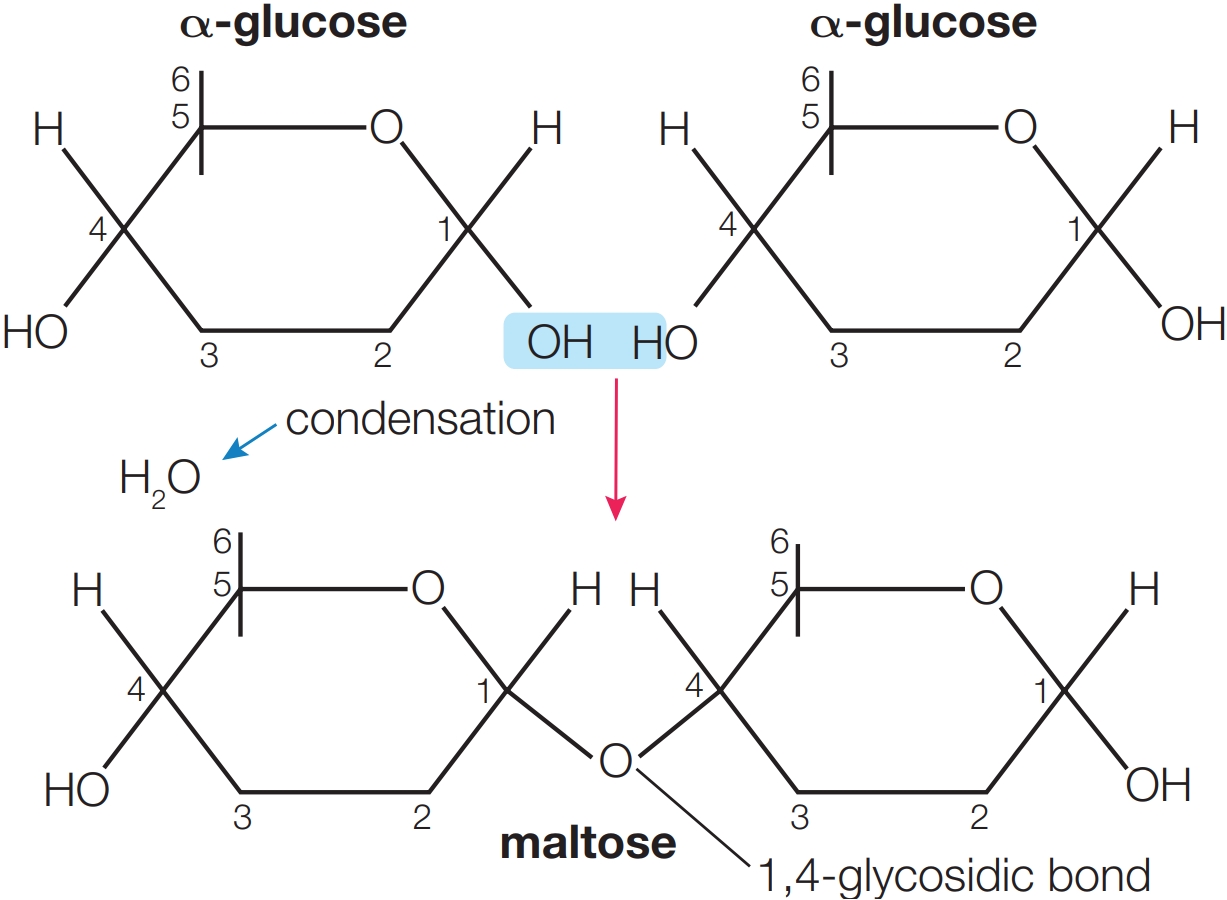 α-glucose α-glucose
6 6
5 O 5 O
H H H H
4 1 4 1
HO OH HO OH
3 2 3 2
condensation
H₂O
6 6
5 O 5 O
H H H H
4 1 4 1
O
HO OH
3 2 3 2
maltose
1,4-glycosidic bond